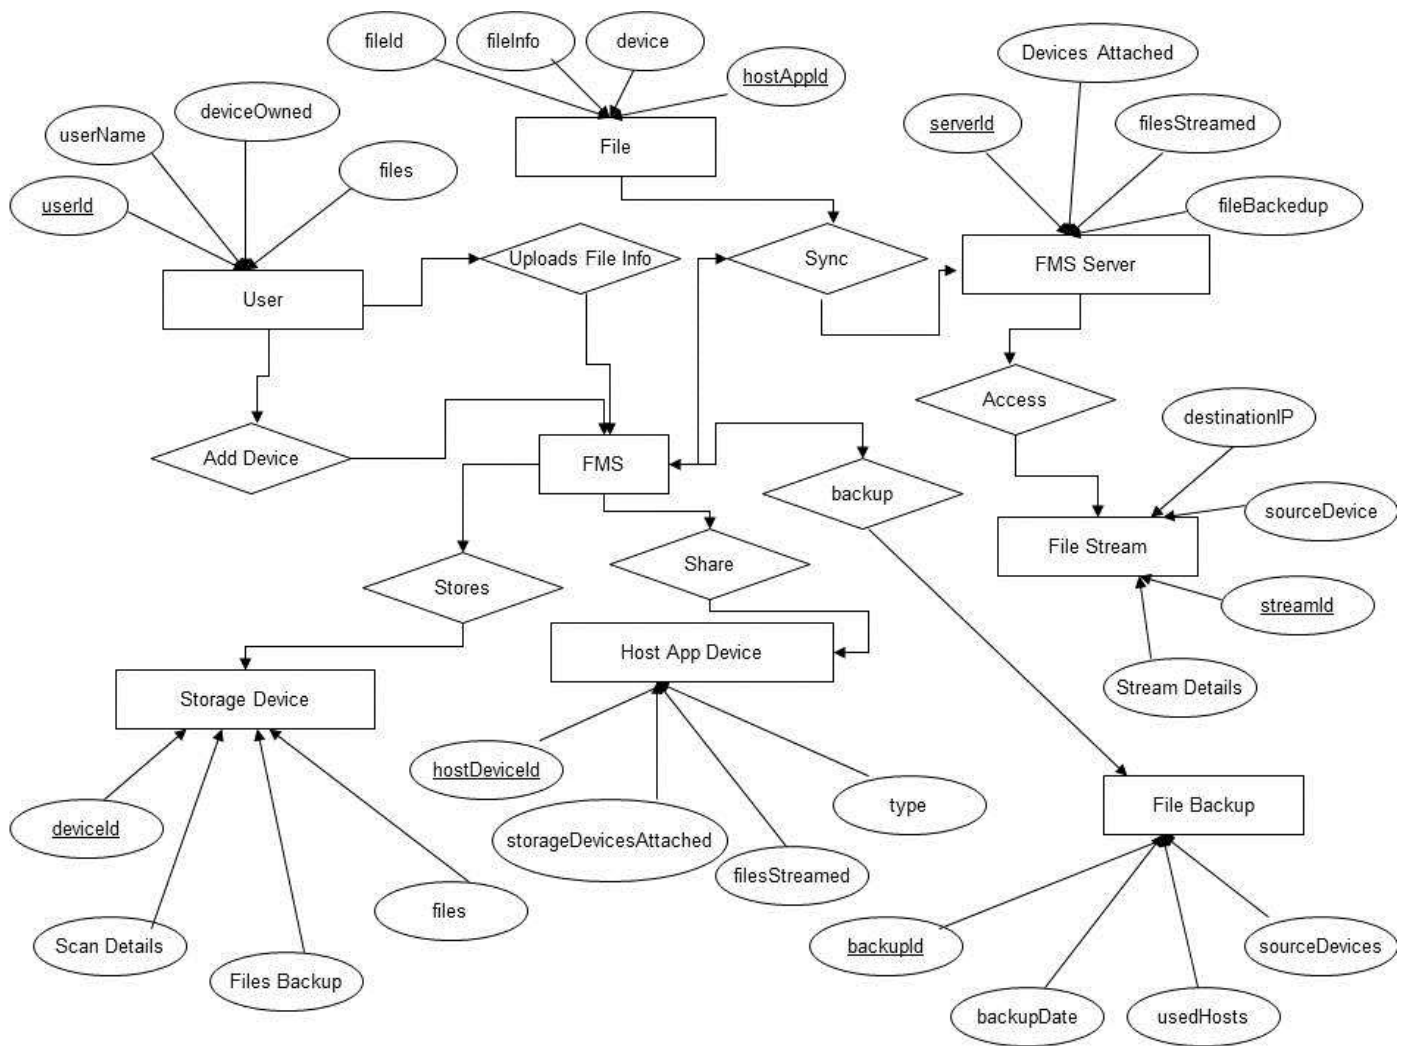 fileId
fileInfo
device
hostAppId
Devices Attached
deviceOwned
userName
files
userId
File
serverId
filesStreamed
fileBackedup
Uploads File Info
Sync
FMS Server
User
Access
destinationIP
Add Device
FMS
backup
sourceDevice
File Stream
Share
Stores
streamId
Host App Device
Stream Details
Storage Device
hostDeviceId
type
File Backup
deviceId
storageDevicesAttached
filesStreamed
files
Scan Details
Files Backup
backupId
sourceDevices
backupDate
usedHosts